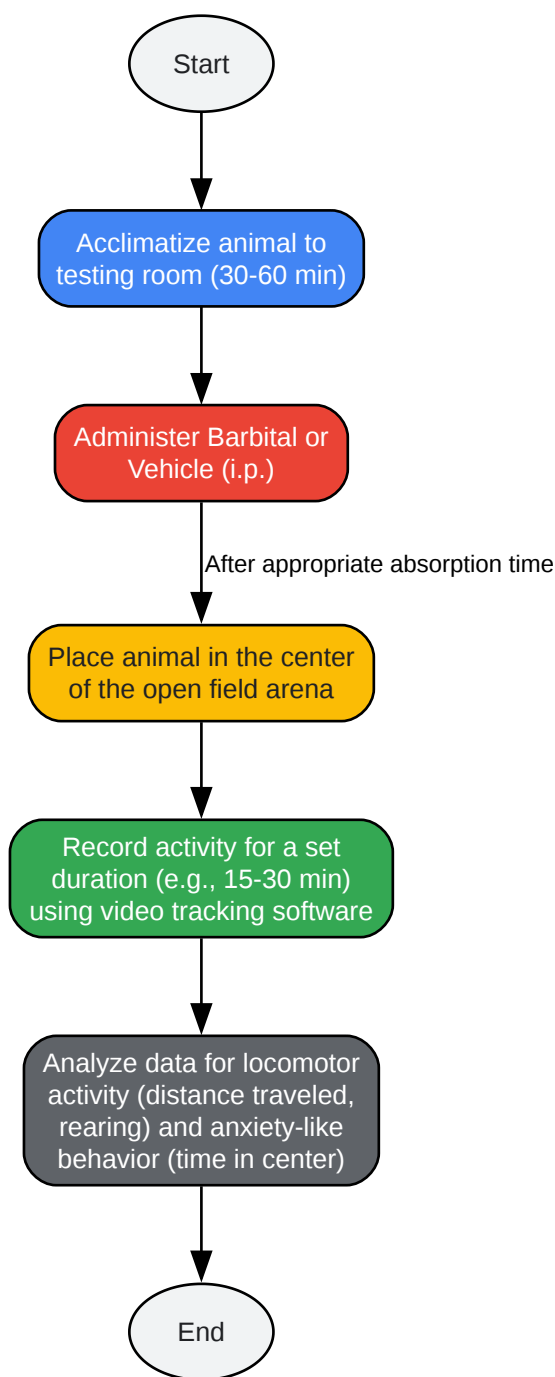 Start
Acclimatize animal to
testing room (30-60 min)
Administer Barbital or
Vehicle (i.p.)
After appropriate absorption time
Place animal in the center
of the open field arena
Record activity for a set
duration (e.g., 15-30 min)
using video tracking software
Analyze data for locomotor
activity (distance traveled,
rearing) and anxiety-like
behavior (time in center)
End